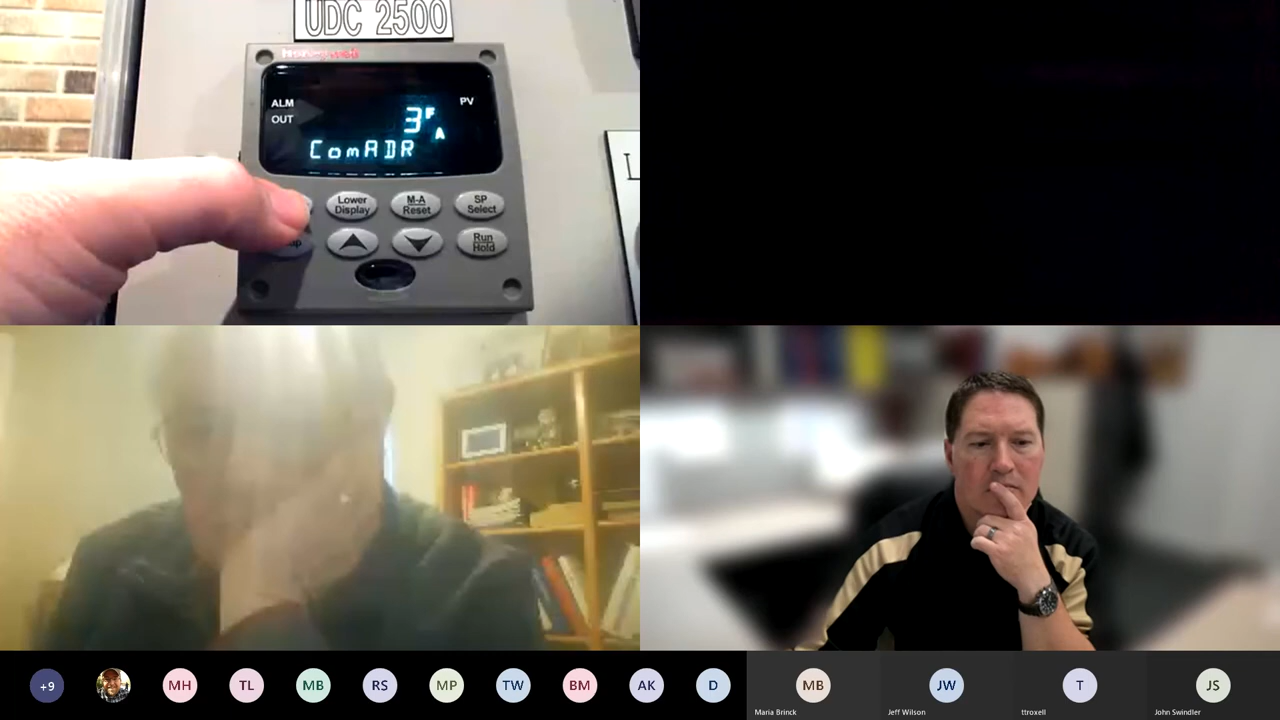 UDC 2500
Honeywell
ALM
PV
OUT
3 F
A
ComADR
Lower
Display
M-A
Reset
SP
Select
Run
Hold
L
+9
MH
TL
MB
RS
MP
TW
BM
AK
D
MB
JW
T
JS
Maria Brinck
Jeff Wilson
ttroxell
John Swindler